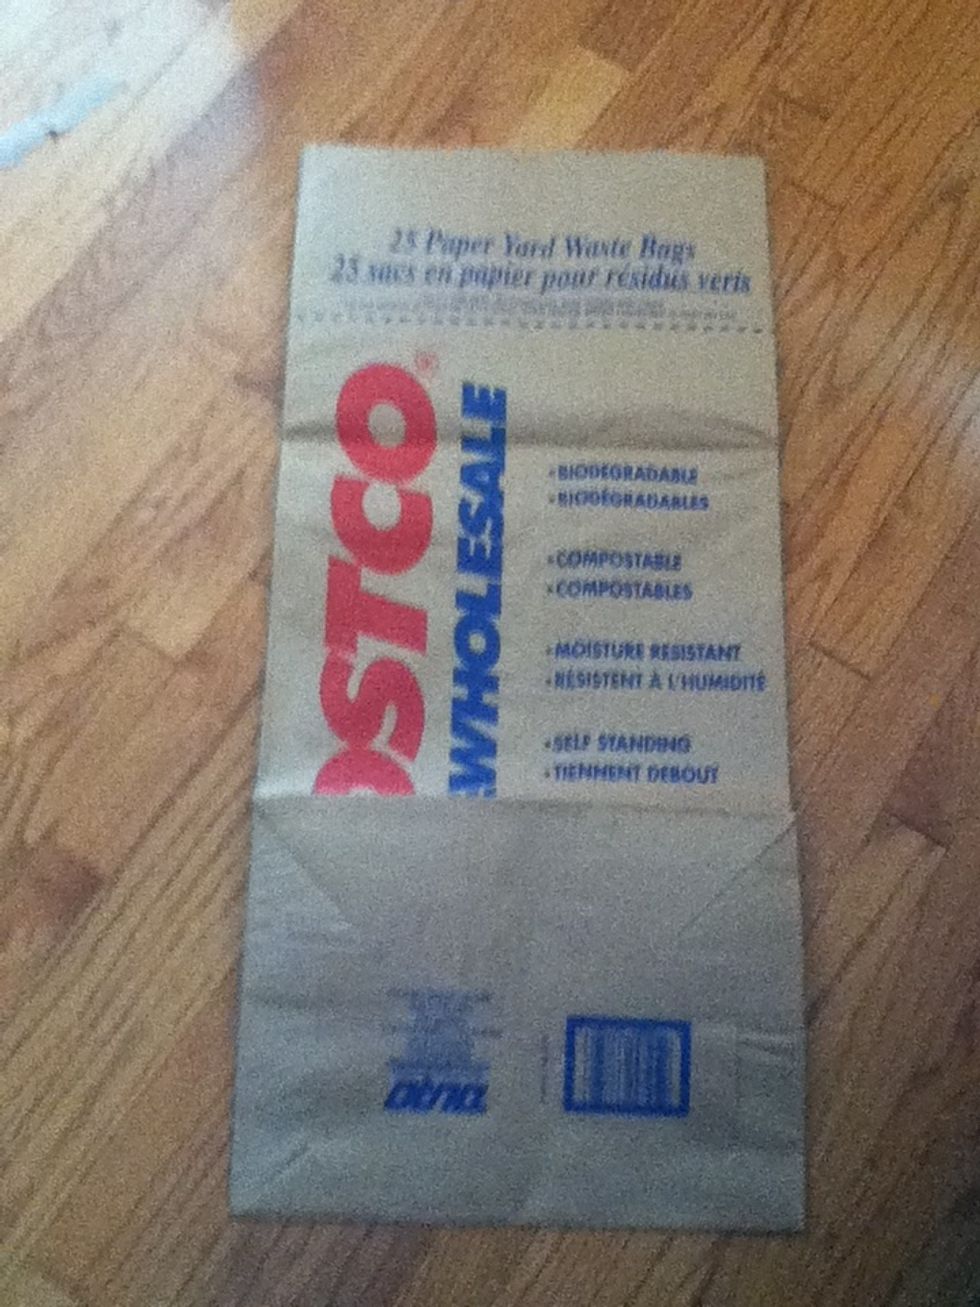 25 Paper Yard Waste Bags
25 sacs en papier pour résidus verts
OSTCO®
WHOLESALE
•BIODEGRADABLE
•BIODÉGRADABLES
•COMPOSTABLE
•COMPOSTABLES
•MOISTURE RESISTANT
•RÉSISTENT À L'HUMIDITÉ
•SELF STANDING
•TIENNENT DEBOUT